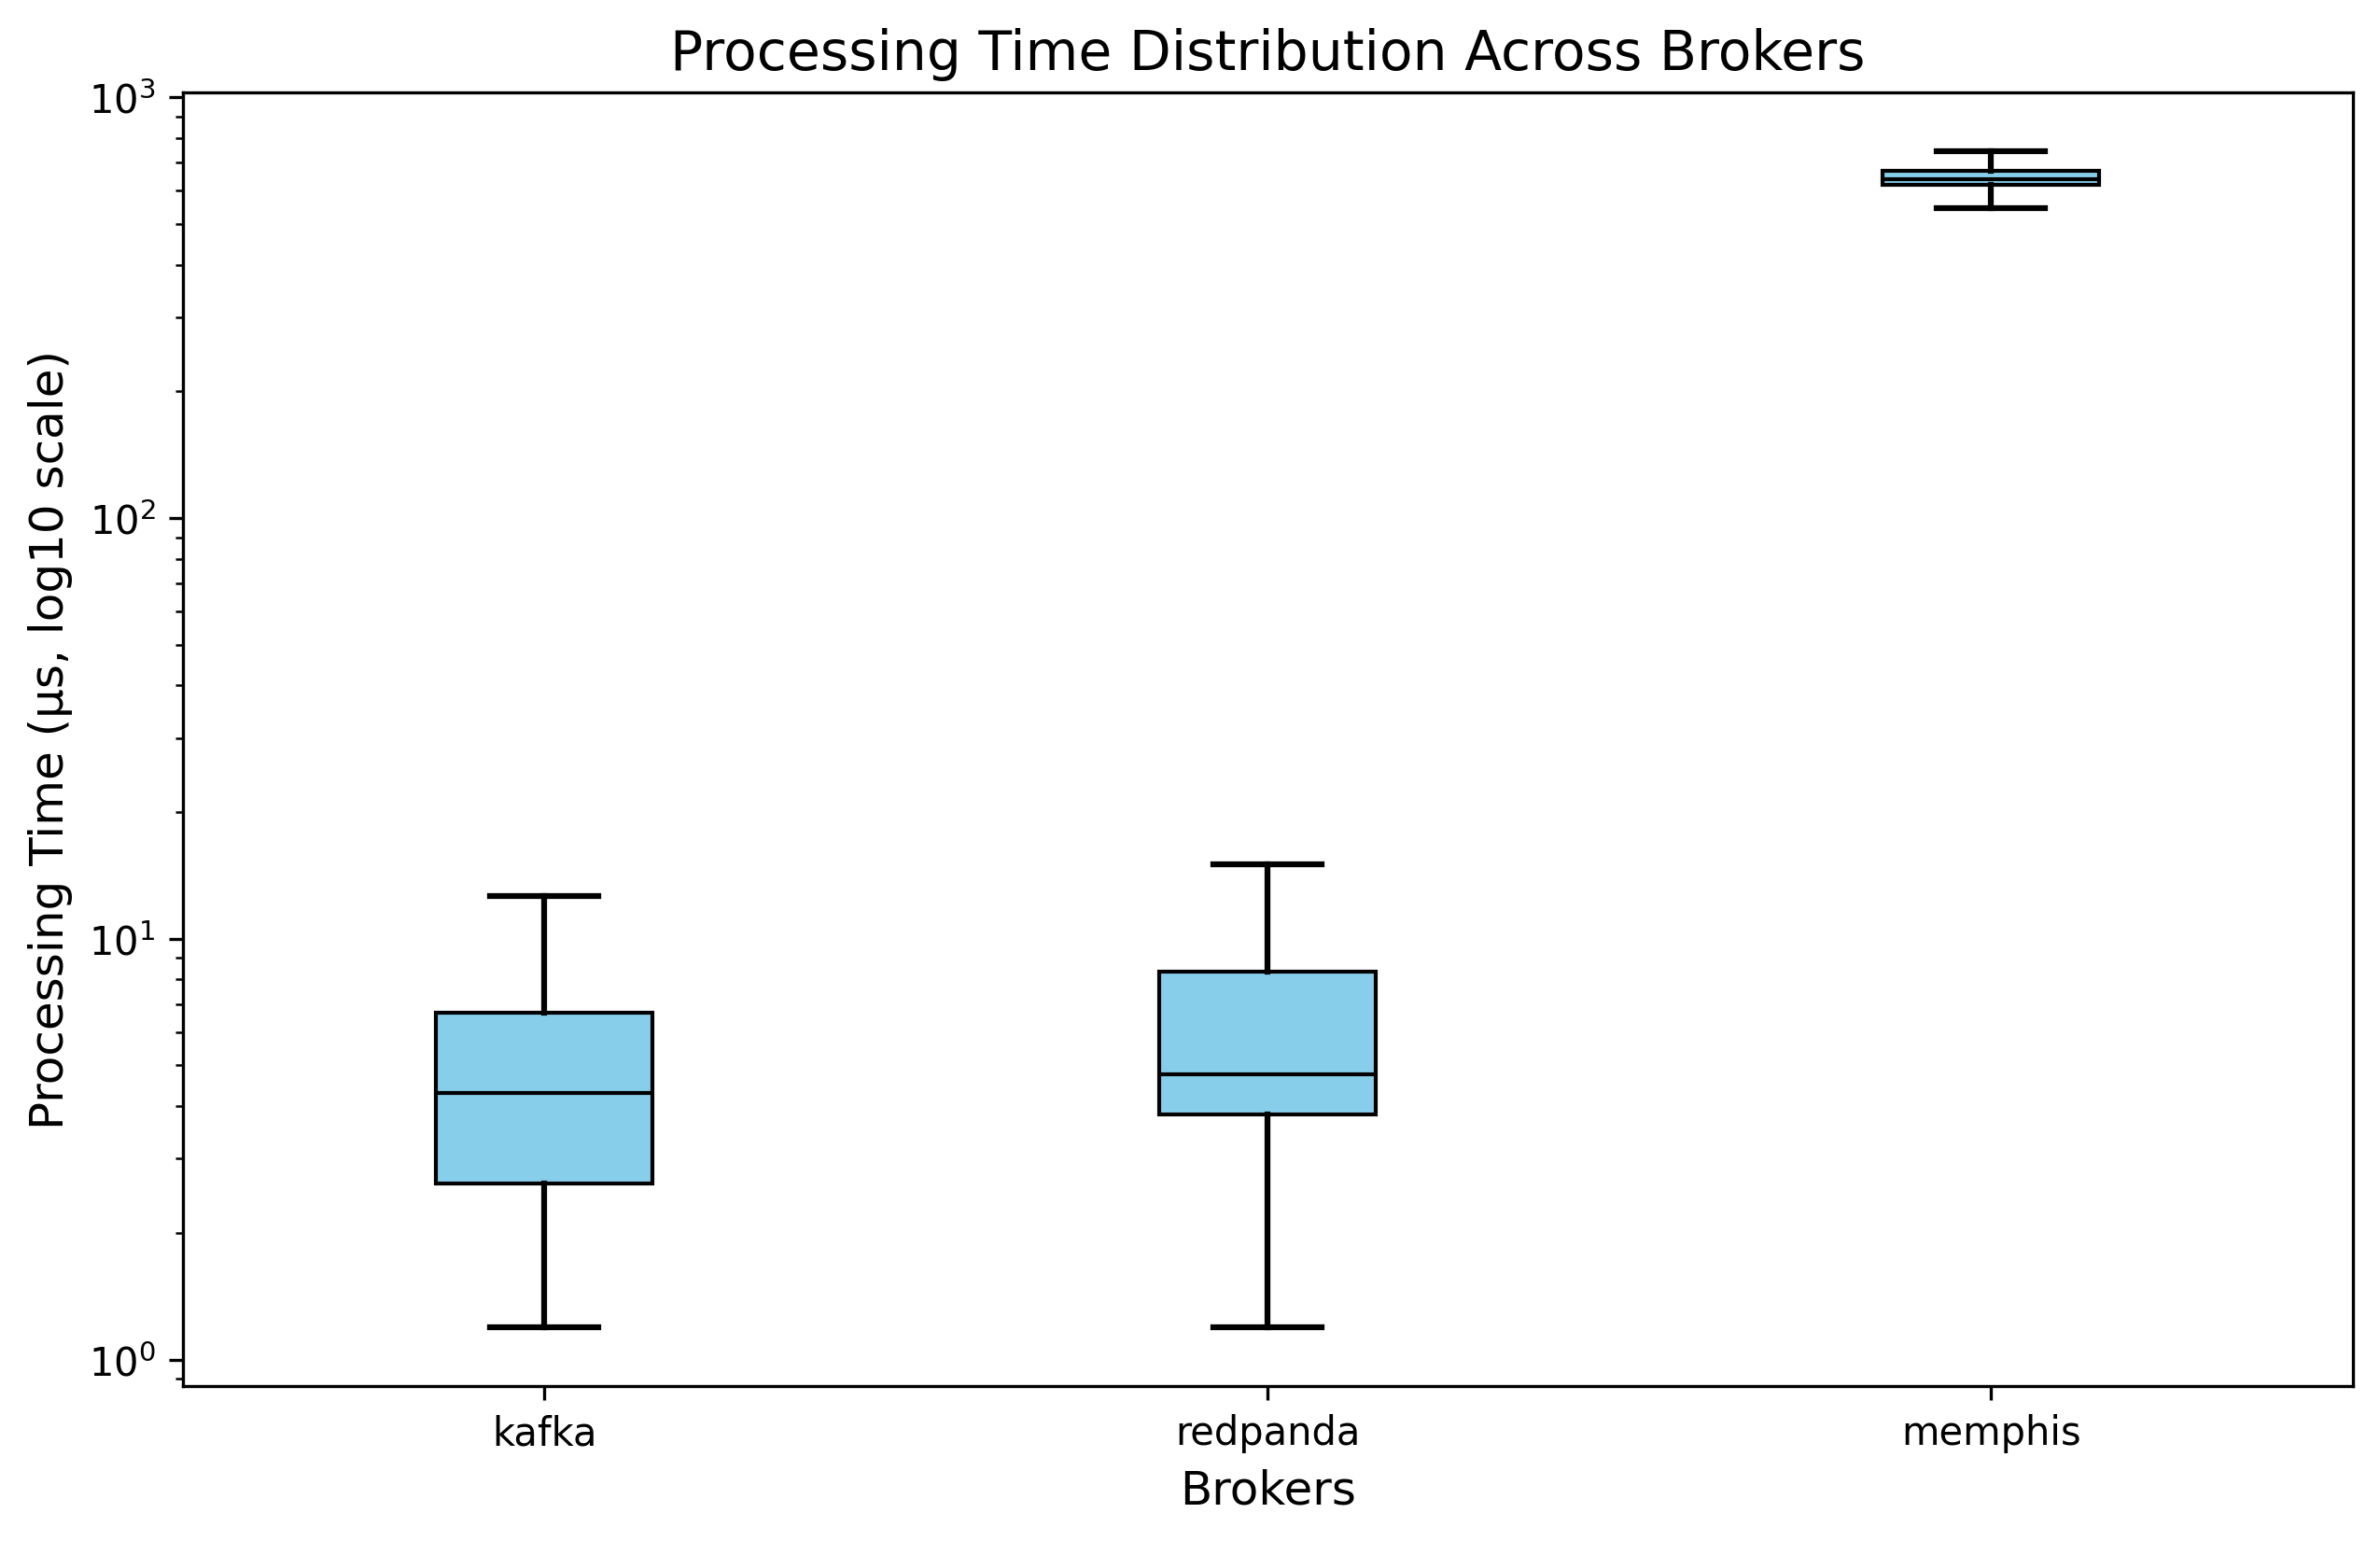 Processing Time Distribution Across Brokers
Processing Time (µs, log10 scale)
10³
10²
10¹
10⁰
kafka redpanda memphis
Brokers